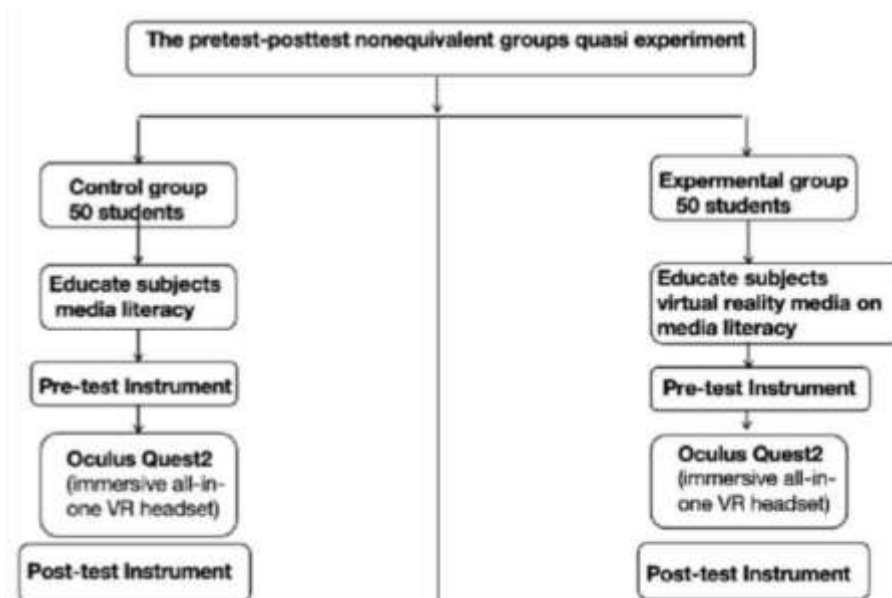 The pretest-posttest nonequivalent groups quasi experiment
Control group
50 students
Expermental group
50 students
Educate subjects
media literacy
Educate subjects
virtual reality media on
media literacy
Pre-test Instrument
Pre-test Instrument
Oculus Quest2
(immersive all-in-
one VR headset)
Oculus Quest2
(immersive all-in-
one VR headset)
Post-test Instrument
Post-test Instrument